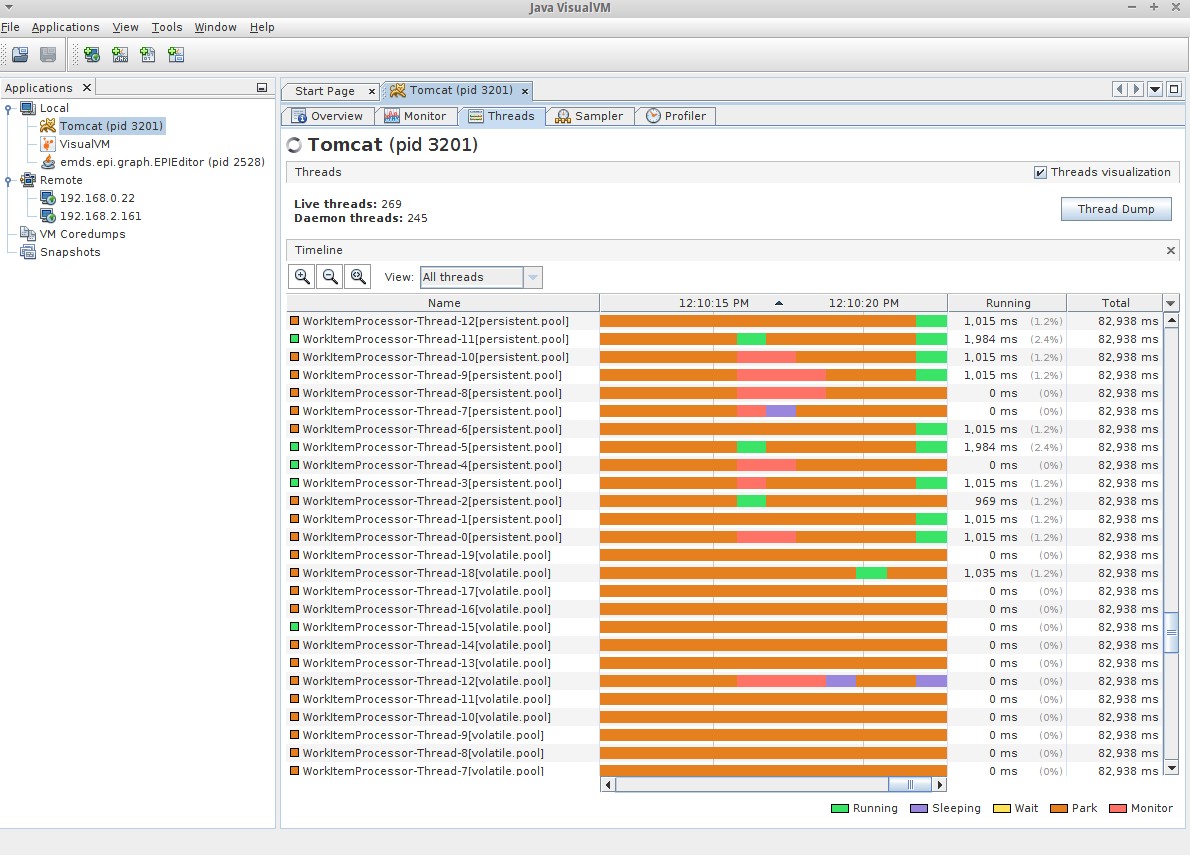 Java VisualVM
File Applications View Tools Window Help
Applications
Start Page Tomcat (pid 3201)
Local
Tomcat (pid 3201)
VisualVM
emds.epi.graph.EPIEditor (pid 2528)
Remote
192.168.0.22
192.168.2.161
VM Coredumps
Snapshots
Overview Monitor Threads Sampler Profiler
Tomcat (pid 3201)
Threads Threads visualization
Live threads: 269
Daemon threads: 245
Thread Dump
Timeline
View: All threads
Name 12:10:15 PM 12:10:20 PM Running Total
WorkItemProcessor-Thread-12[persistent.pool] 1,015 ms (1.2%) 82,938 ms
WorkItemProcessor-Thread-11[persistent.pool] 1,984 ms (2.4%) 82,938 ms
WorkItemProcessor-Thread-10[persistent.pool] 1,015 ms (1.2%) 82,938 ms
WorkItemProcessor-Thread-9[persistent.pool] 1,015 ms (1.2%) 82,938 ms
WorkItemProcessor-Thread-8[persistent.pool] 0 ms (0%) 82,938 ms
WorkItemProcessor-Thread-7[persistent.pool] 0 ms (0%) 82,938 ms
WorkItemProcessor-Thread-6[persistent.pool] 1,015 ms (1.2%) 82,938 ms
WorkItemProcessor-Thread-5[persistent.pool] 1,984 ms (2.4%) 82,938 ms
WorkItemProcessor-Thread-4[persistent.pool] 0 ms (0%) 82,938 ms
WorkItemProcessor-Thread-3[persistent.pool] 1,015 ms (1.2%) 82,938 ms
WorkItemProcessor-Thread-2[persistent.pool] 969 ms (1.2%) 82,938 ms
WorkItemProcessor-Thread-1[persistent.pool] 1,015 ms (1.2%) 82,938 ms
WorkItemProcessor-Thread-0[persistent.pool] 1,015 ms (1.2%) 82,938 ms
WorkItemProcessor-Thread-19[volatile.pool] 0 ms (0%) 82,938 ms
WorkItemProcessor-Thread-18[volatile.pool] 1,035 ms (1.2%) 82,938 ms
WorkItemProcessor-Thread-17[volatile.pool] 0 ms (0%) 82,938 ms
WorkItemProcessor-Thread-16[volatile.pool] 0 ms (0%) 82,938 ms
WorkItemProcessor-Thread-15[volatile.pool] 0 ms (0%) 82,938 ms
WorkItemProcessor-Thread-14[volatile.pool] 0 ms (0%) 82,938 ms
WorkItemProcessor-Thread-13[volatile.pool] 0 ms (0%) 82,938 ms
WorkItemProcessor-Thread-12[volatile.pool] 0 ms (0%) 82,938 ms
WorkItemProcessor-Thread-11[volatile.pool] 0 ms (0%) 82,938 ms
WorkItemProcessor-Thread-10[volatile.pool] 0 ms (0%) 82,938 ms
WorkItemProcessor-Thread-9[volatile.pool] 0 ms (0%) 82,938 ms
WorkItemProcessor-Thread-8[volatile.pool] 0 ms (0%) 82,938 ms
WorkItemProcessor-Thread-7[volatile.pool] 0 ms (0%) 82,938 ms
Running Sleeping Wait Park Monitor